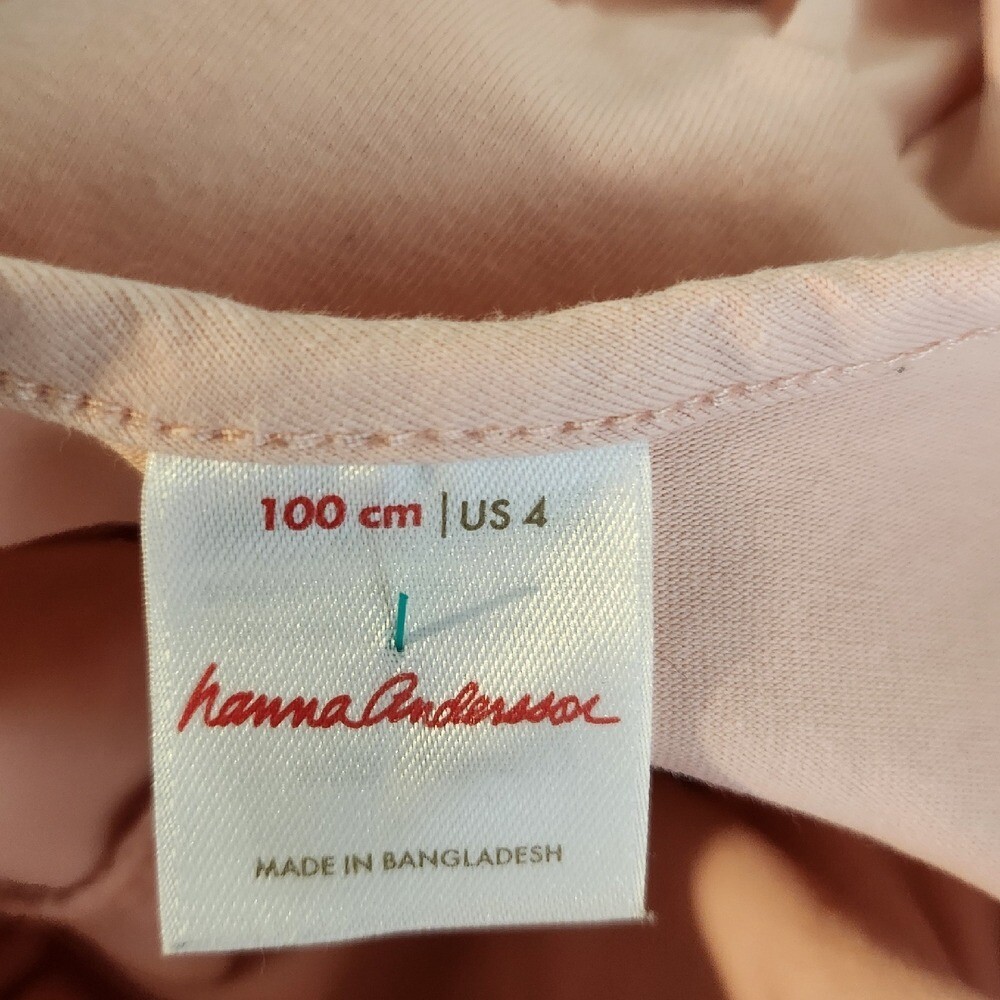 100 cm | US 4
hanna Andersson
MADE IN BANGLADESH